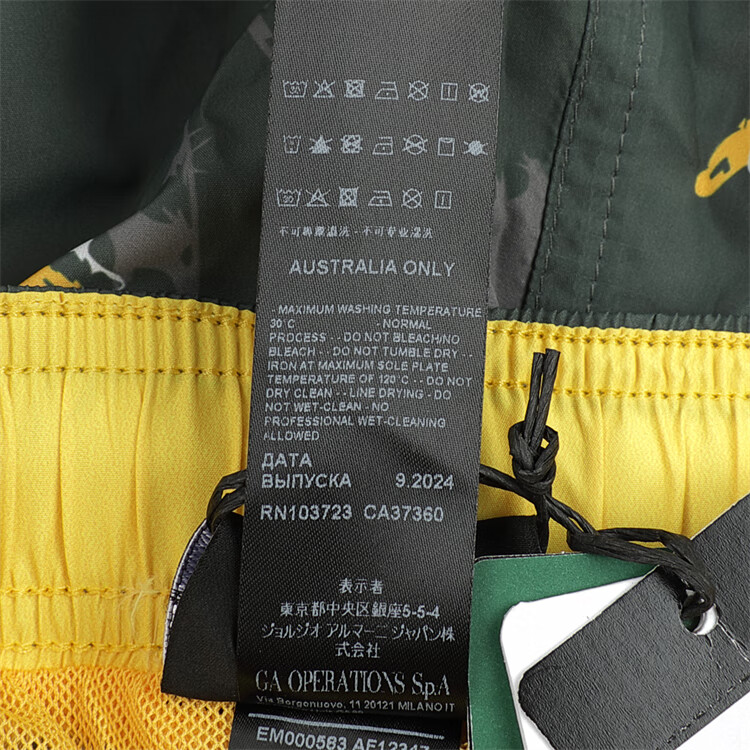 不可拧擦湿洗 - 不可专业湿洗
AUSTRALIA ONLY
- MAXIMUM WASHING TEMPERATURE
30°C - NORMAL
PROCESS - - DO NOT BLEACH/NO
BLEACH - - DO NOT TUMBLE DRY - -
IRON AT MAXIMUM SOLE PLATE
TEMPERATURE OF 120°C - - DO NOT
DRY CLEAN - - LINE DRYING - DO
NOT WET-CLEAN - NO
PROFESSIONAL WET-CLEANING
ALLOWED
ДАТА
ВЫПУСКА 9.2024
RN103723 CA37360
表示者
東京都中央区銀座5-5-4
ジョルジオ アルマーニ ジャパン株
式会社
GA OPERATIONS S.p.A
Via Borgonuovo, 11 20121 MILANO IT
EM000583 AF12347